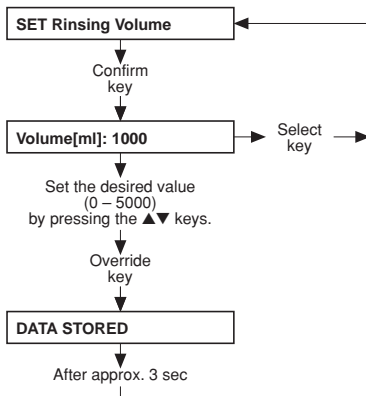 SET Rinsing Volume
Confirm
key
Volume[ml]: 1000
Select
key
Set the desired value
(0 – 5000)
by pressing the ▲▼ keys.
Override
key
DATA STORED
After approx. 3 sec